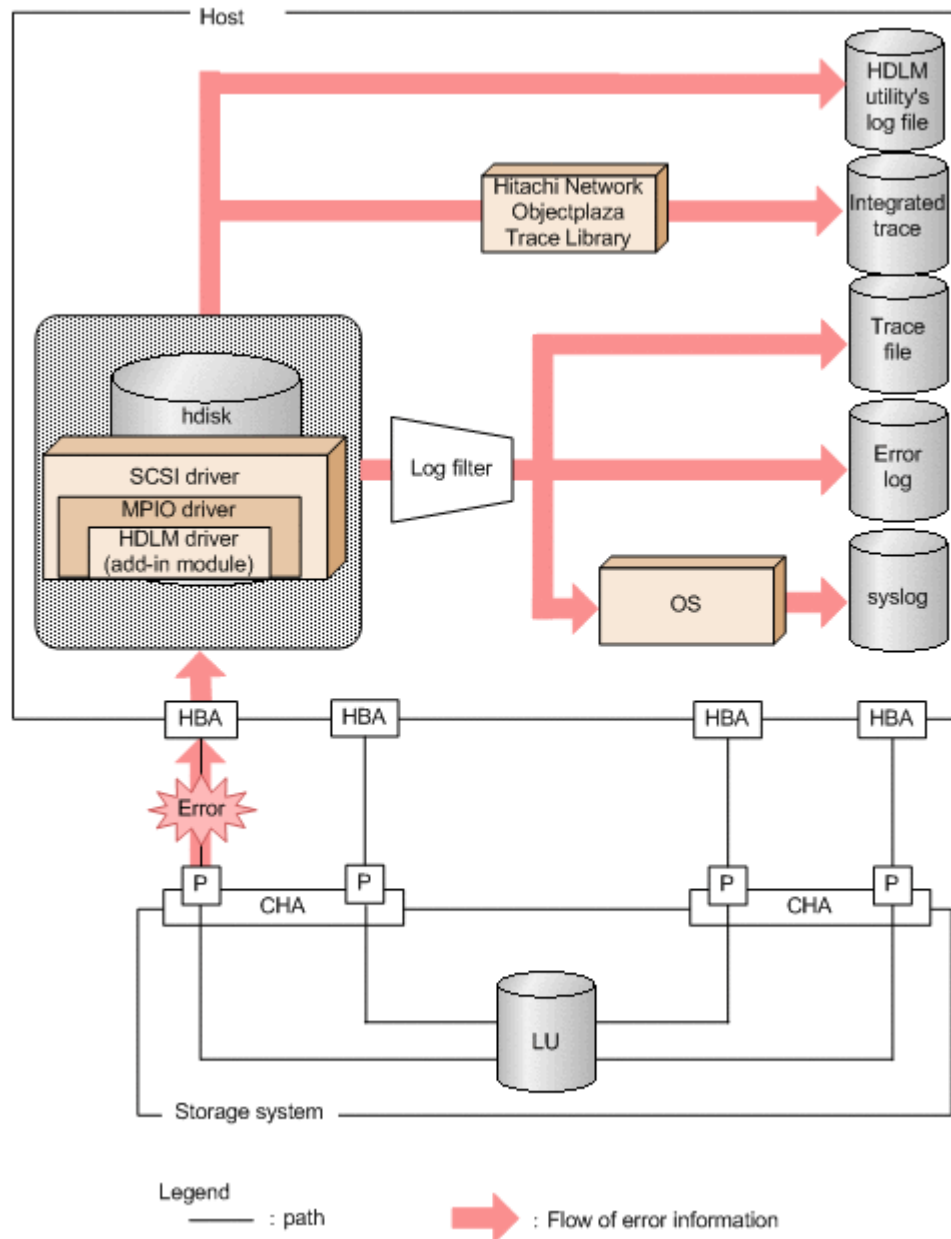 Host
HDLM
utility's
log file
Hitachi Network
Objectplaza
Trace Library
Integrated
trace
Trace
file
hdisk
SCSI driver
MPIO driver
HDLM driver
(add-in module)
Log filter
Error
log
OS
syslog
HBA
HBA
HBA
HBA
Error
P
P
P
P
CHA
CHA
LU
Storage system
Legend
: path
: Flow of error information